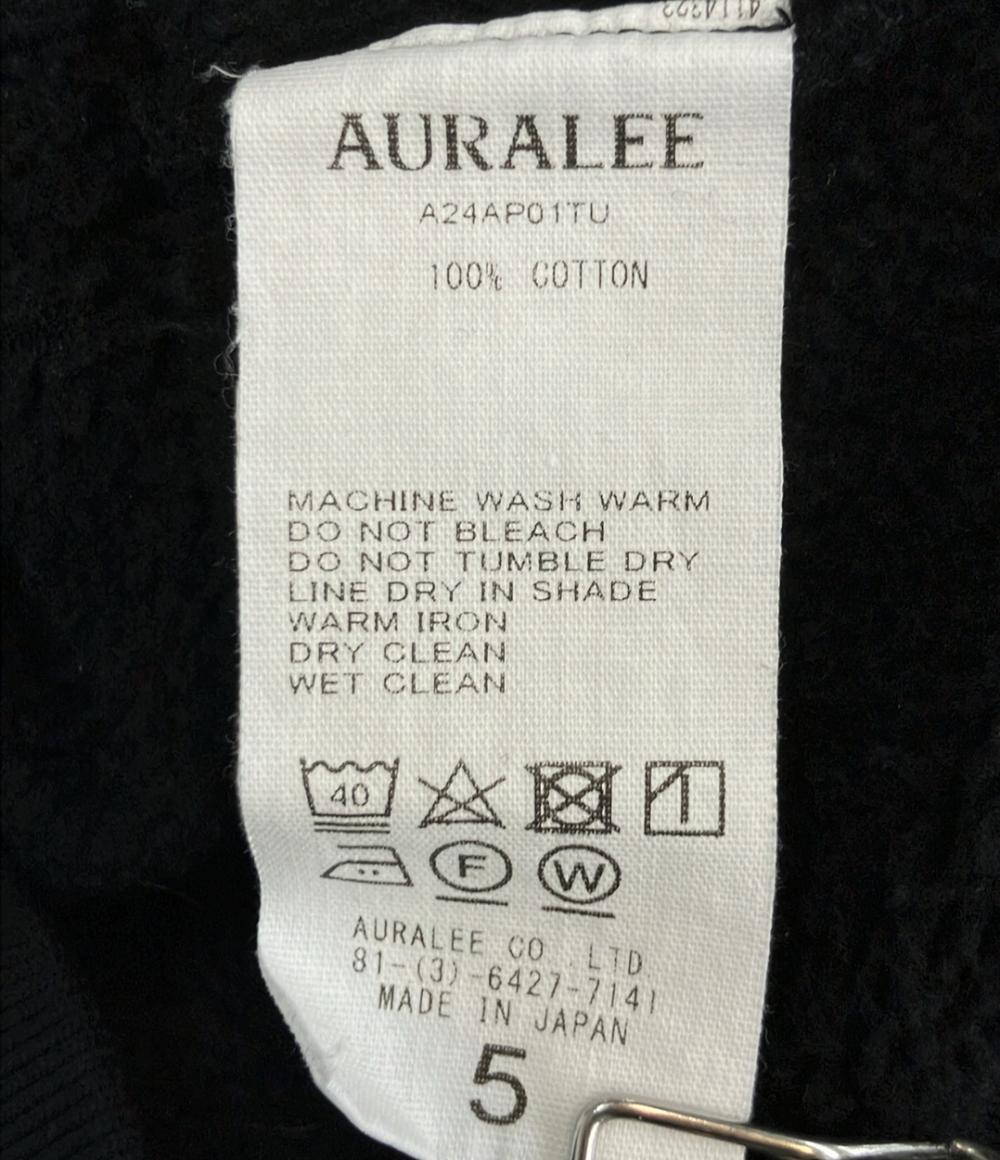 AURALEE
A24AP01TU
100% COTTON
MACHINE WASH WARM
DO NOT BLEACH
DO NOT TUMBLE DRY
LINE DRY IN SHADE
WARM IRON
DRY CLEAN
WET CLEAN
40
F W
AURALEE CO.,LTD
81-(3)-6427-7141
MADE IN JAPAN
5